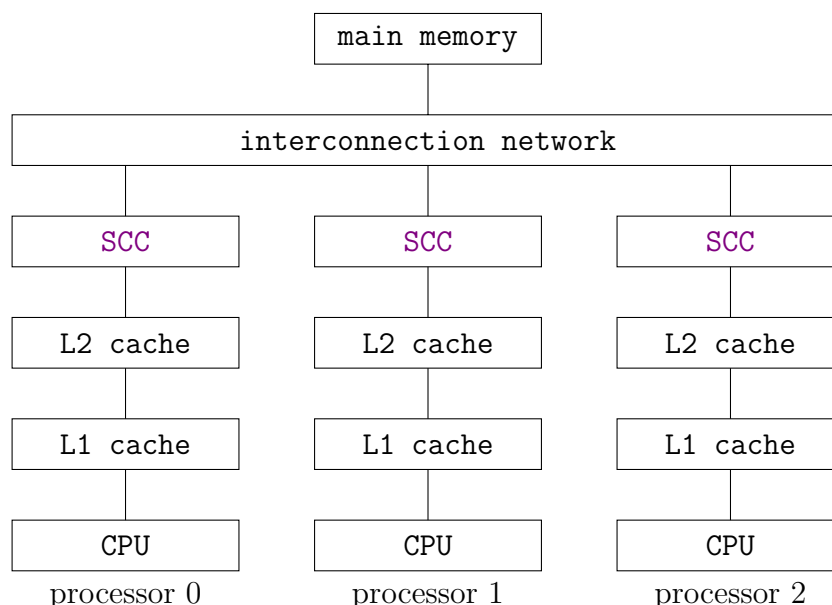 main memory
interconnection network
SCC SCC SCC
L2 cache L2 cache L2 cache
L1 cache L1 cache L1 cache
CPU CPU CPU
processor 0 processor 1 processor 2